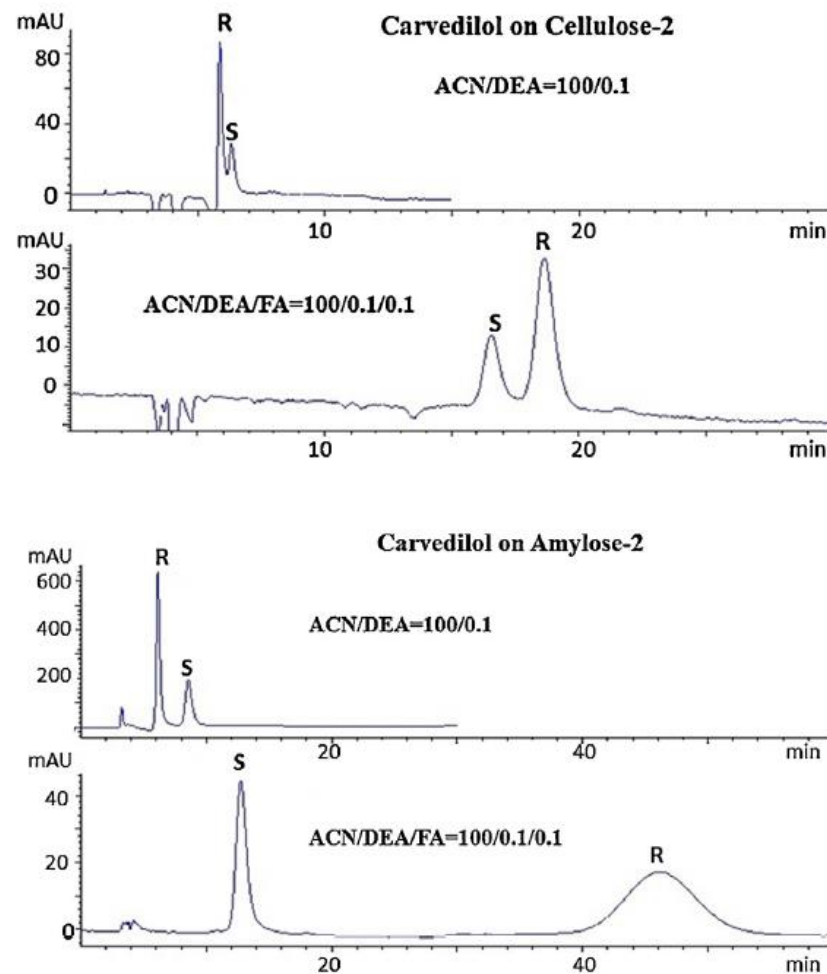 mAU
R
Carvedilol on Cellulose-2
80
ACN/DEA=100/0.1
40
S
0
10
20
min
mAU
R
30
ACN/DEA/FA=100/0.1/0.1
20
S
10
0
10
20
min
Carvedilol on Amylose-2
mAU
R
600
ACN/DEA=100/0.1
400
S
200
20
40
min
mAU
S
40
ACN/DEA/FA=100/0.1/0.1
R
20
0
20
40
min